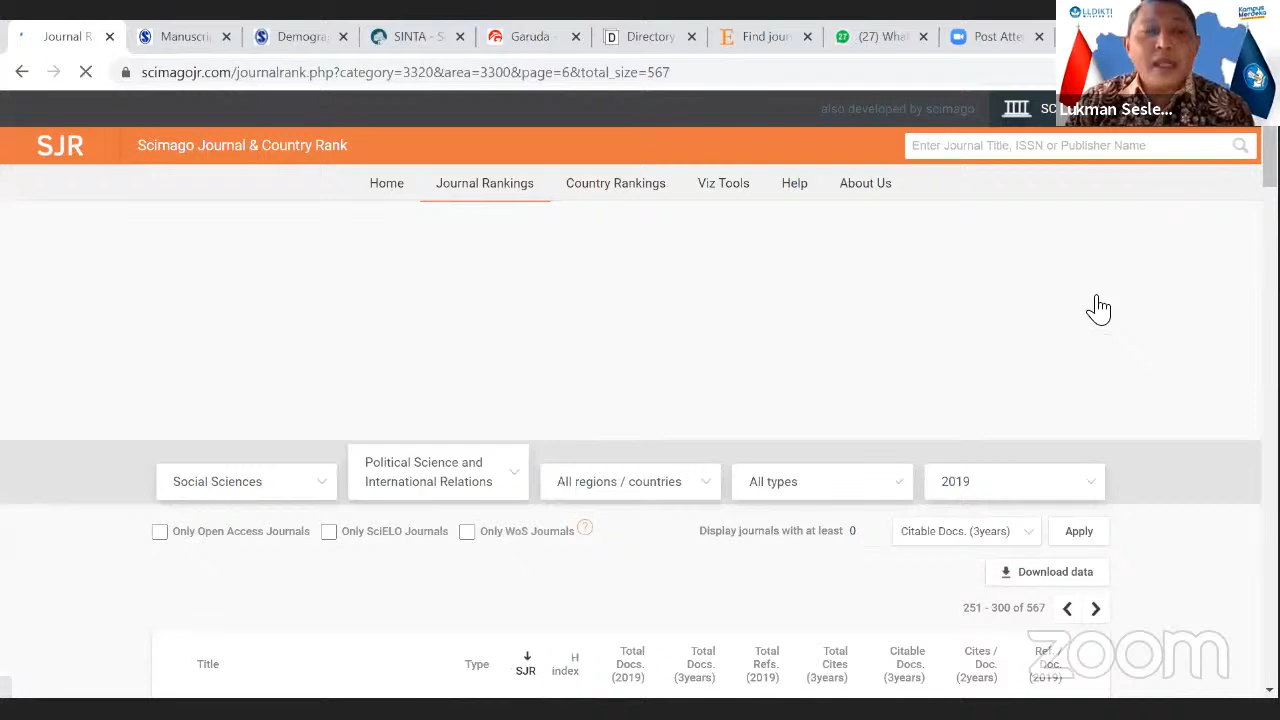 Journal R
Manuscri
Demogra
SINTA - S
Garuda
Directory
Find jour
(27) What
Post Atte
scimagojr.com/journalrank.php?category=3320&area=3300&page=6&total_size=567
LLDIKTI
Kampus
Merdeka
Lukman Sesle...
also developed by scimago
SC
SJR
Scimago Journal & Country Rank
Enter Journal Title, ISSN or Publisher Name
Home
Journal Rankings
Country Rankings
Viz Tools
Help
About Us
Social Sciences
Political Science and
International Relations
All regions / countries
All types
2019
Only Open Access Journals
Only SciELO Journals
Only WoS Journals
?
Display journals with at least 0
Citable Docs. (3years)
Apply
Download data
251 - 300 of 567
Title
Type
SJR
H
index
Total
Docs.
(2019)
Total
Docs.
(3years)
Total
Refs.
(2019)
Total
Cites
(3years)
Citable
Docs.
(3years)
Cites /
Doc.
(2years)
Ref. /
Doc.
(2019)
zoom